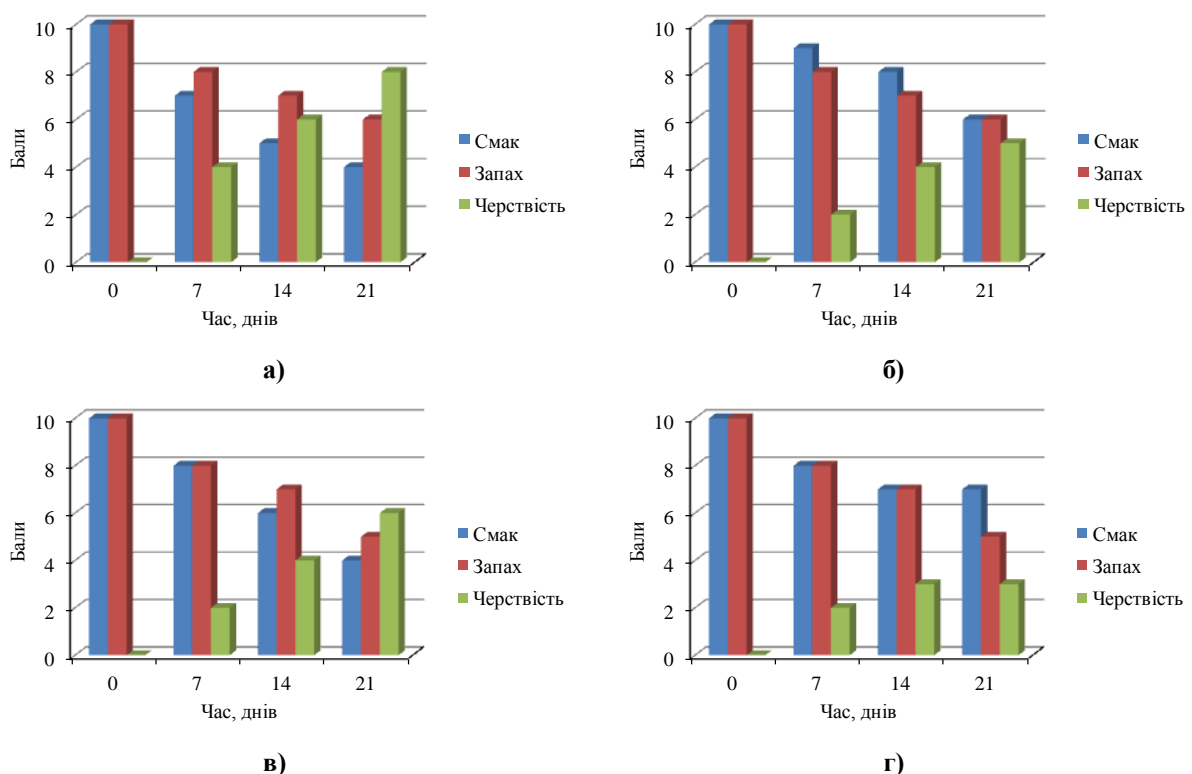 10
8
6
4
2
0
Бали
0 7 14 21
Час, днів
Смак
Запах
Черствість
а)
10
8
6
4
2
0
Бали
0 7 14 21
Час, днів
Смак
Запах
Черствість
б)
10
8
6
4
2
0
Бали
0 7 14 21
Час, днів
Смак
Запах
Черствість
в)
10
8
6
4
2
0
Бали
0 7 14 21
Час, днів
Смак
Запах
Черствість
г)